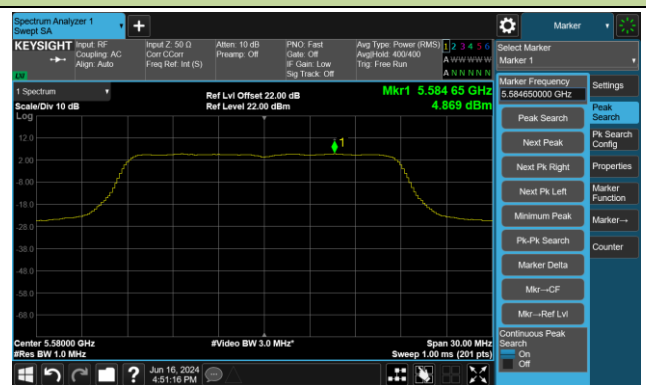 Spectrum Analyzer 1
Swept SA
Marker
KEYSIGHT
Input: RF
Coupling: AC
Align: Auto
Input Z: 50 Ω
Corr CCorr
Freq Ref: Int (S)
Atten: 10 dB
Preamp: Off
PNO: Fast
Gate: Off
IF Gain: Low
Sig Track: Off
Avg Type: Power (RMS)
Avg|Hold: 400/400
Trig: Free Run
1 2 3 4 5 6
A W W W W W
A N N N N N
LW
Select Marker
Marker 1
Marker Frequency
5.584650000 GHz
Settings
Peak Search
Peak
Search
Next Peak
Pk Search
Config
Next Pk Right
Properties
Next Pk Left
Marker
Function
Minimum Peak
Marker→
Pk-Pk Search
Counter
Marker Delta
Mkr→CF
Mkr→Ref Lvl
Continuous Peak
Search
On
Off
1 Spectrum
Scale/Div 10 dB
Log
Ref Lvl Offset 22.00 dB
Ref Level 22.00 dBm
Mkr1 5.584 65 GHz
4.869 dBm
1
12.0
2.00
-8.00
-18.0
-28.0
-38.0
-48.0
-58.0
-68.0
Center 5.58000 GHz
#Res BW 1.0 MHz
#Video BW 3.0 MHz*
Span 30.00 MHz
Sweep 1.00 ms (201 pts)
?
Jun 16, 2024
4:51:16 PM